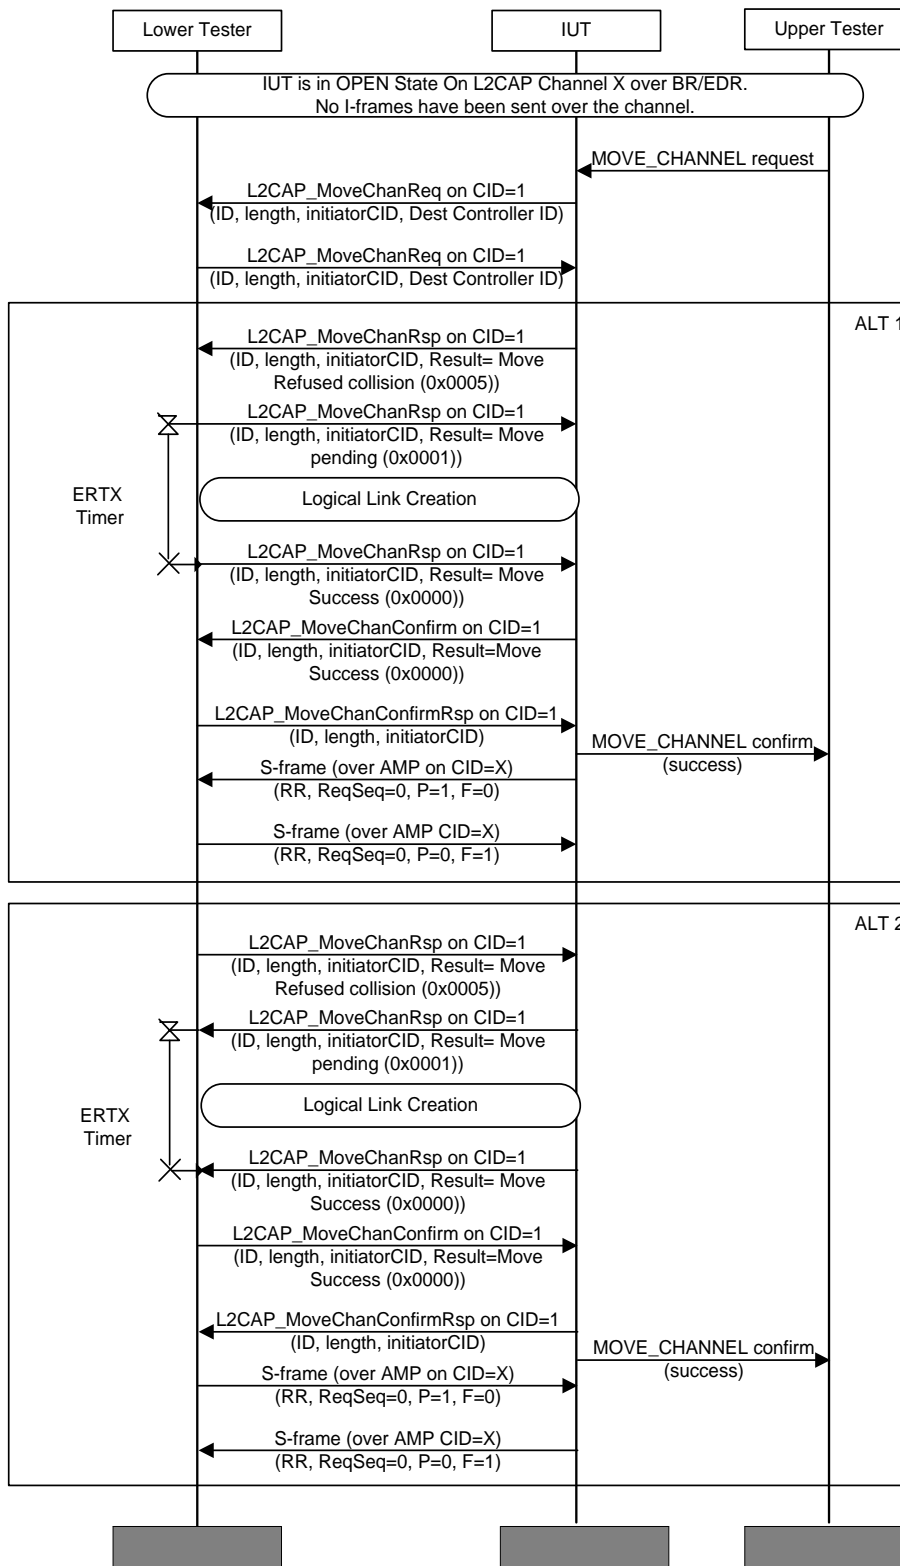 Lower Tester
IUT
Upper Tester
IUT is in OPEN State On L2CAP Channel X over BR/EDR.
No I-frames have been sent over the channel.
MOVE_CHANNEL request
L2CAP_MoveChanReq on CID=1
(ID, length, initiatorCID, Dest Controller ID)
L2CAP_MoveChanReq on CID=1
(ID, length, initiatorCID, Dest Controller ID)
ALT 1
L2CAP_MoveChanRsp on CID=1
(ID, length, initiatorCID, Result= Move
Refused collision (0x0005))
L2CAP_MoveChanRsp on CID=1
(ID, length, initiatorCID, Result= Move
pending (0x0001))
ERTX
Timer
Logical Link Creation
L2CAP_MoveChanRsp on CID=1
(ID, length, initiatorCID, Result= Move
Success (0x0000))
L2CAP_MoveChanConfirm on CID=1
(ID, length, initiatorCID, Result=Move
Success (0x0000))
L2CAP_MoveChanConfirmRsp on CID=1
(ID, length, initiatorCID)
MOVE_CHANNEL confirm
(success)
S-frame (over AMP on CID=X)
(RR, ReqSeq=0, P=1, F=0)
S-frame (over AMP CID=X)
(RR, ReqSeq=0, P=0, F=1)
ALT 2
L2CAP_MoveChanRsp on CID=1
(ID, length, initiatorCID, Result= Move
Refused collision (0x0005))
L2CAP_MoveChanRsp on CID=1
(ID, length, initiatorCID, Result= Move
pending (0x0001))
ERTX
Timer
Logical Link Creation
L2CAP_MoveChanRsp on CID=1
(ID, length, initiatorCID, Result= Move
Success (0x0000))
L2CAP_MoveChanConfirm on CID=1
(ID, length, initiatorCID, Result=Move
Success (0x0000))
L2CAP_MoveChanConfirmRsp on CID=1
(ID, length, initiatorCID)
MOVE_CHANNEL confirm
(success)
S-frame (over AMP on CID=X)
(RR, ReqSeq=0, P=1, F=0)
S-frame (over AMP CID=X)
(RR, ReqSeq=0, P=0, F=1)